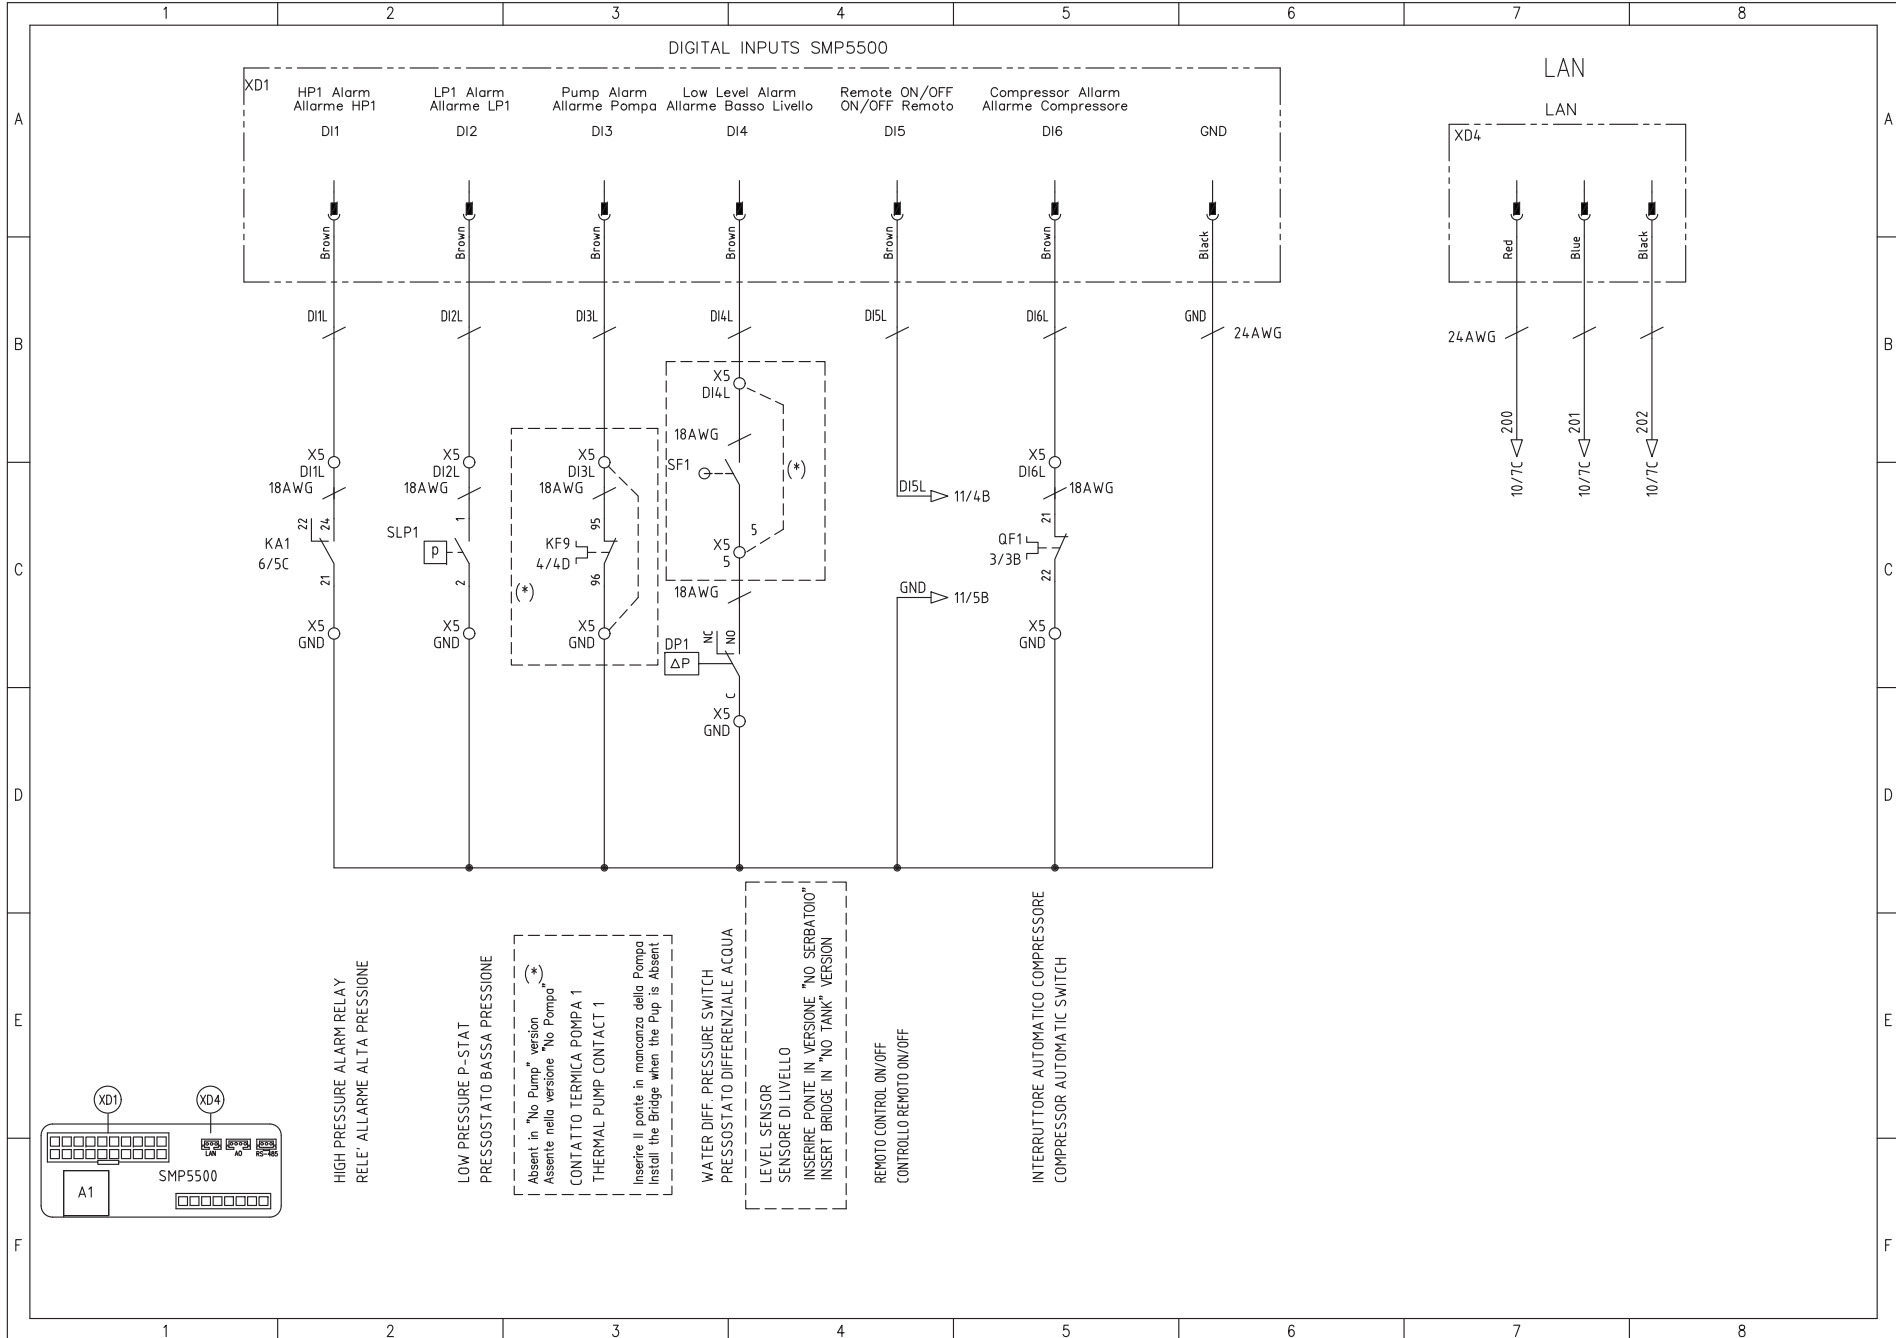 1 2 3 4 5 6 7 8
DIGITAL INPUTS SMP5500
LAN
A
XD1
HP1 Alarm
Allarme HP1
DI1
LP1 Alarm
Allarme LP1
DI2
Pump Alarm
Allarme Pompa
DI3
Low Level Alarm
Allarme Basso Livello
DI4
Remote ON/OFF
ON/OFF Remoto
DI5
Compressor Allarm
Allarme Compressore
DI6
GND
LAN
XD4
A
Brown
Brown
Brown
Brown
Brown
Brown
Black
Red
Blue
Black
B
DI1L
DI2L
DI3L
DI4L
DI5L
DI6L
GND
24AWG
24AWG
B
200
201
202
10/7C
10/7C
10/7C
X5
DI1L
18AWG
22
24
KA1
6/5C
21
X5
GND
X5
DI2L
18AWG
1
SLP1
P
2
X5
GND
X5
DI3L
18AWG
95
KF9
4/4D
96
(*)
X5
GND
X5
DI4L
18AWG
SF1
(*)
5
X5
5
18AWG
NC
NO
DP1
ΔP
C
X5
GND
DI5L
11/4B
GND
11/5B
X5
DI6L
18AWG
21
QF1
3/3B
22
X5
GND
C
C
D
D
E
E
HIGH PRESSURE ALARM RELAY
RELE' ALLARME ALTA PRESSIONE
LOW PRESSURE P-STAT
PRESSOSTATO BASSA PRESSIONE
(*)
Absent in "No Pump" version
Assente nella versione "No Pompa"
CONTATTO TERMICA POMPA 1
THERMAL PUMP CONTACT 1
Inserire Il ponte in mancanza della Pompa
Install the Bridge when the Pup is Absent
WATER DIFF. PRESSURE SWITCH
PRESSOSTATO DIFFERENZIALE ACQUA
LEVEL SENSOR
SENSORE DI LIVELLO
INSERIRE PONTE IN VERSIONE "NO SERBATOIO"
INSERT BRIDGE IN "NO TANK" VERSION
REMOTO CONTROL ON/OFF
CONTROLLO REMOTO ON/OFF
INTERRUTTORE AUTOMATICO COMPRESSORE
COMPRESSOR AUTOMATIC SWITCH
XD1
XD4
LAN
AO
RS-485
SMP5500
A1
F
F
1 2 3 4 5 6 7 8